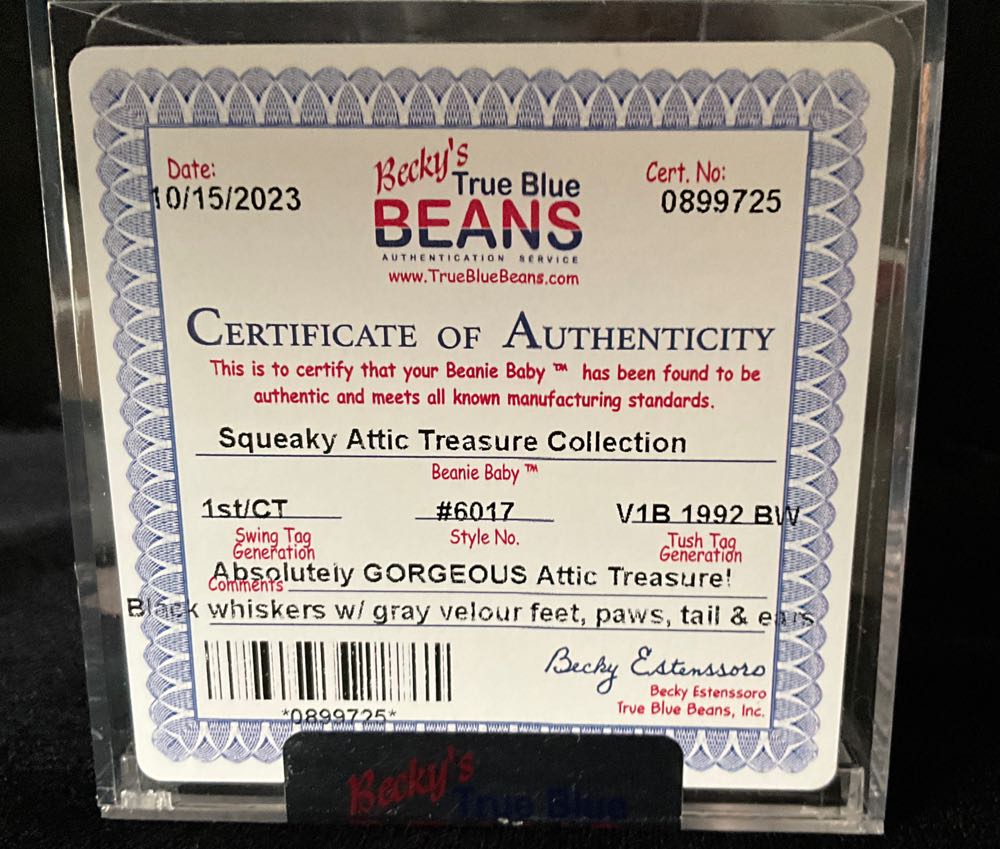 Date:
10/15/2023
Becky's
True Blue
BEANS
AUTHENTICATION SERVICE
www.TrueBlueBeans.com
Cert. No:
0899725
CERTIFICATE OF AUTHENTICITY
This is to certify that your Beanie Baby ™ has been found to be
authentic and meets all known manufacturing standards.
Squeaky Attic Treasure Collection
Beanie Baby ™
1st/CT #6017 V1B 1992 BW
Swing Tag
Generation
Style No.
Tush Tag
Generation
Absolutely GORGEOUS Attic Treasure!
Comments
Black whiskers w/ gray velour feet, paws, tail & ears
*0899725*
Becky Estenssoro
Becky Estenssoro
True Blue Beans, Inc.
Becky's
True Blue